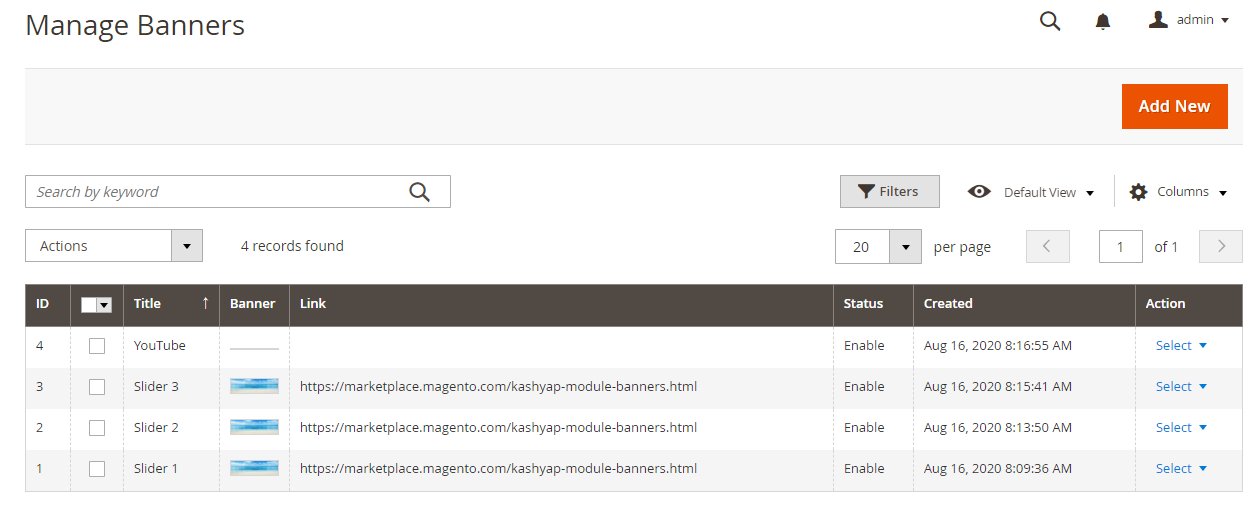 Manage Banners
admin
Add New
Search by keyword
Filters
Default View
Columns
Actions
4 records found
20
per page
1
of 1
ID Title ↑ Banner Link Status Created Action
4 YouTube Enable Aug 16, 2020 8:16:55 AM Select
3 Slider 3 https://marketplace.magento.com/kashyap-module-banners.html Enable Aug 16, 2020 8:15:41 AM Select
2 Slider 2 https://marketplace.magento.com/kashyap-module-banners.html Enable Aug 16, 2020 8:13:50 AM Select
1 Slider 1 https://marketplace.magento.com/kashyap-module-banners.html Enable Aug 16, 2020 8:09:36 AM Select